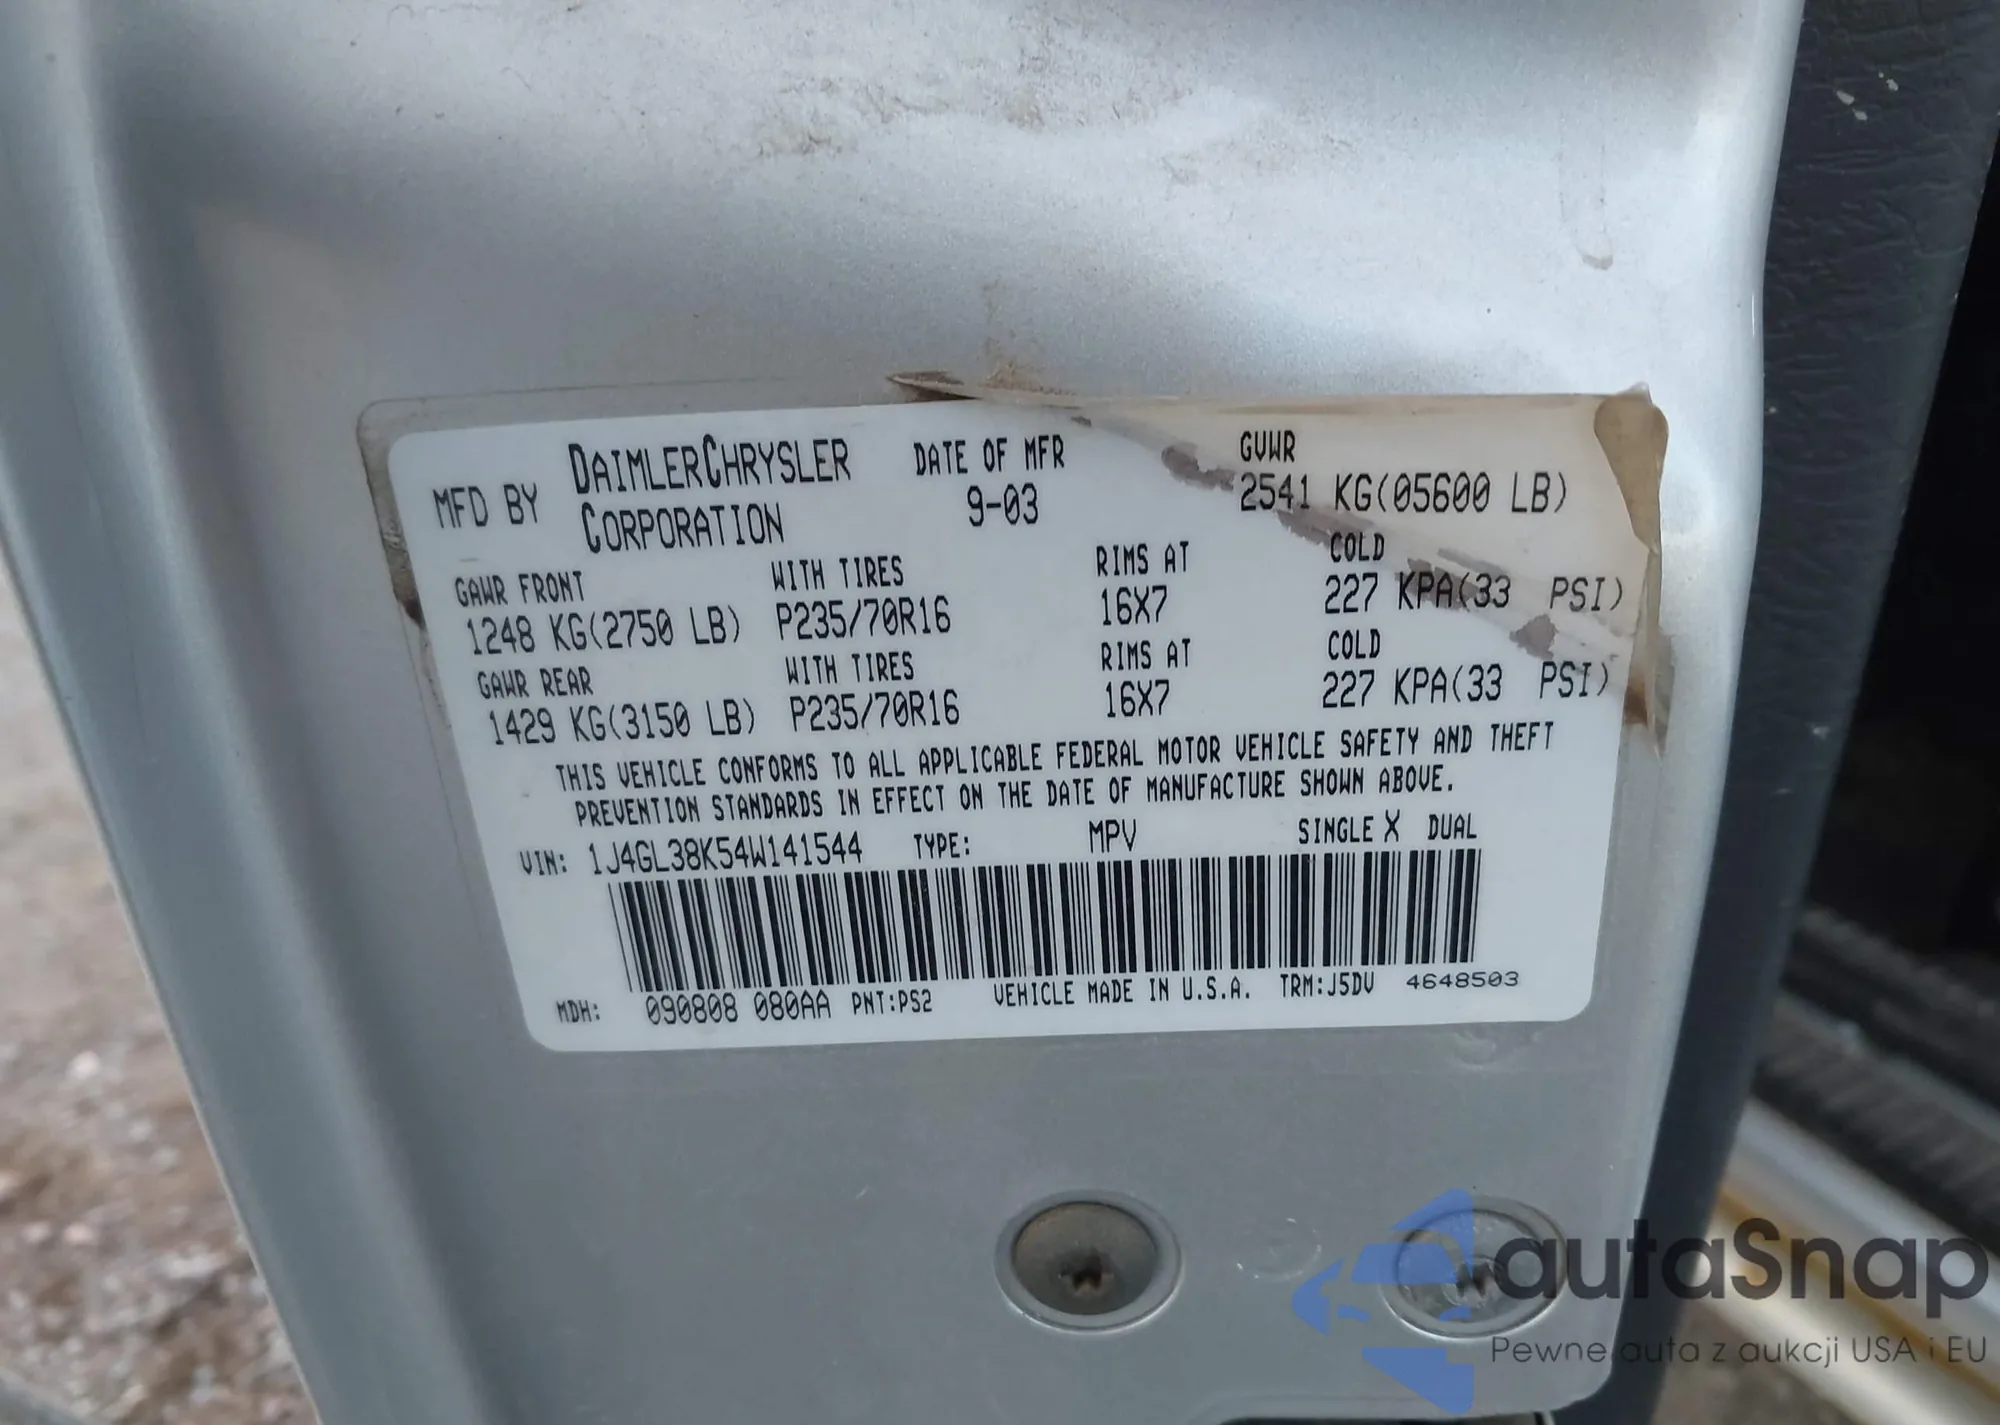 MFD BY DAIMLERCHRYSLER CORPORATION DATE OF MFR 9-03 GVWR 2541 KG(05600 LB)
GAWR FRONT WITH TIRES RIMS AT COLD
1248 KG(2750 LB) P235/70R16 16X7 227 KPA(33 PSI)
GAWR REAR WITH TIRES RIMS AT COLD
1429 KG(3150 LB) P235/70R16 16X7 227 KPA(33 PSI)
THIS VEHICLE CONFORMS TO ALL APPLICABLE FEDERAL MOTOR VEHICLE SAFETY AND THEFT
PREVENTION STANDARDS IN EFFECT ON THE DATE OF MANUFACTURE SHOWN ABOVE.
VIN: 1J4GL38K54W141544 TYPE: MPV SINGLE X DUAL
MDH: 090808 080AA PNT:PS2 VEHICLE MADE IN U.S.A. TRM:J5DV 4648503
autaSnap
Pewne auta z aukcji USA i EU